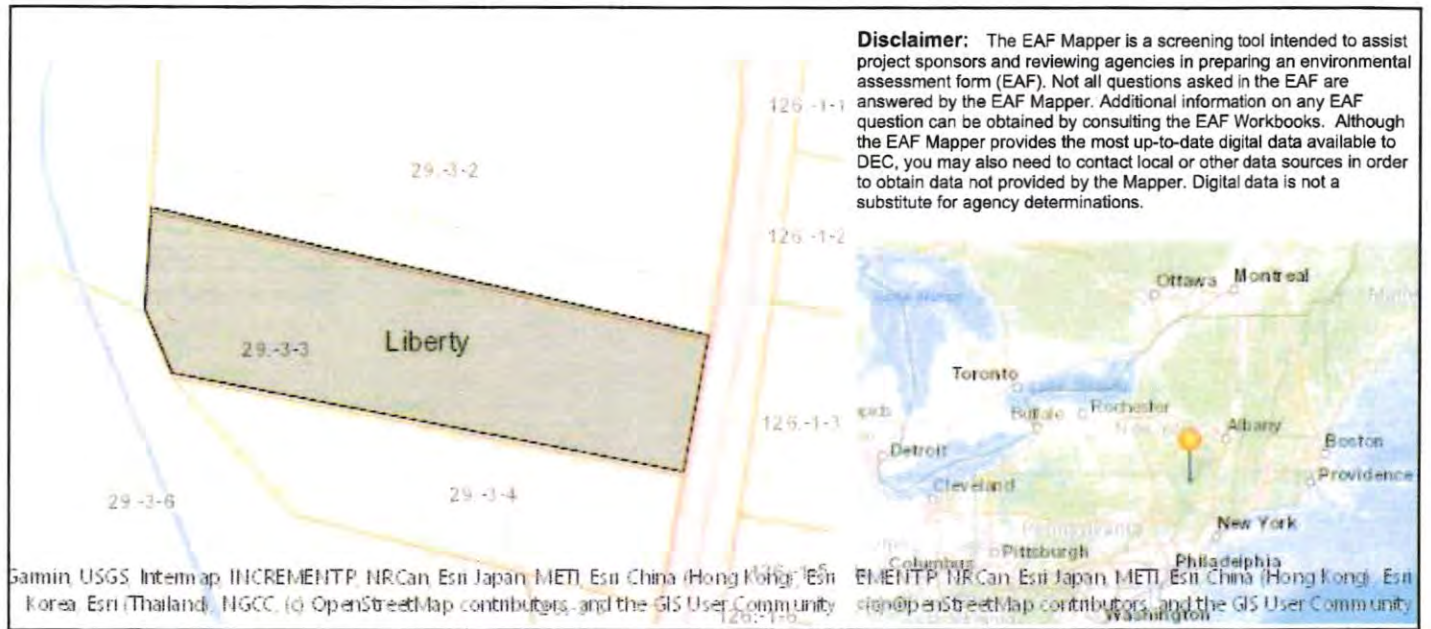 Disclaimer: The EAF Mapper is a screening tool intended to assist
project sponsors and reviewing agencies in preparing an environmental
assessment form (EAF). Not all questions asked in the EAF are
answered by the EAF Mapper. Additional information on any EAF
question can be obtained by consulting the EAF Workbooks. Although
the EAF Mapper provides the most up-to-date digital data available to
DEC, you may also need to contact local or other data sources in order
to obtain data not provided by the Mapper. Digital data is not a
substitute for agency determinations.
126.-1-1
29.-3-2
126.-1-2
Liberty
29.-3-3
126.-1-3
29.-3-4
29.-3-6
126.-1-5
126.-1-6
Garmin, USGS, Intermap, INCREMENT P, NRCan, Esri Japan, METI, Esri China (Hong Kong), Esri
Korea, Esri (Thailand), NGCC, (c) OpenStreetMap contributors, and the GIS User Community
Ottawa
Montreal
Toronto
Buffalo
Rochester
Albany
Boston
Detroit
Providence
Cleveland
Pennsylvania
New York
Pittsburgh
Philadelphia
Columbus
Washington
EMENT P, NRCan, Esri Japan, METI, Esri China (Hong Kong), Esri
OpenStreetMap contributors, and the GIS User Community